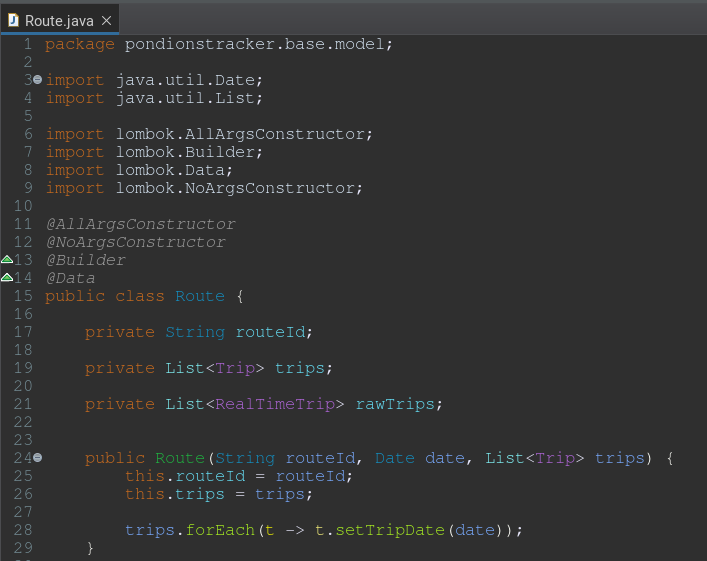 Route.java
1 package pondionstracker.base.model;
2
3 import java.util.Date;
4 import java.util.List;
5
6 import lombok.AllArgsConstructor;
7 import lombok.Builder;
8 import lombok.Data;
9 import lombok.NoArgsConstructor;
10
11 @AllArgsConstructor
12 @NoArgsConstructor
13 @Builder
14 @Data
15 public class Route {
16
17     private String routeId;
18
19     private List<Trip> trips;
20
21     private List<RealTimeTrip> rawTrips;
22
23
24     public Route(String routeId, Date date, List<Trip> trips) {
25         this.routeId = routeId;
26         this.trips = trips;
27
28         trips.forEach(t -> t.setTripDate(date));
29     }